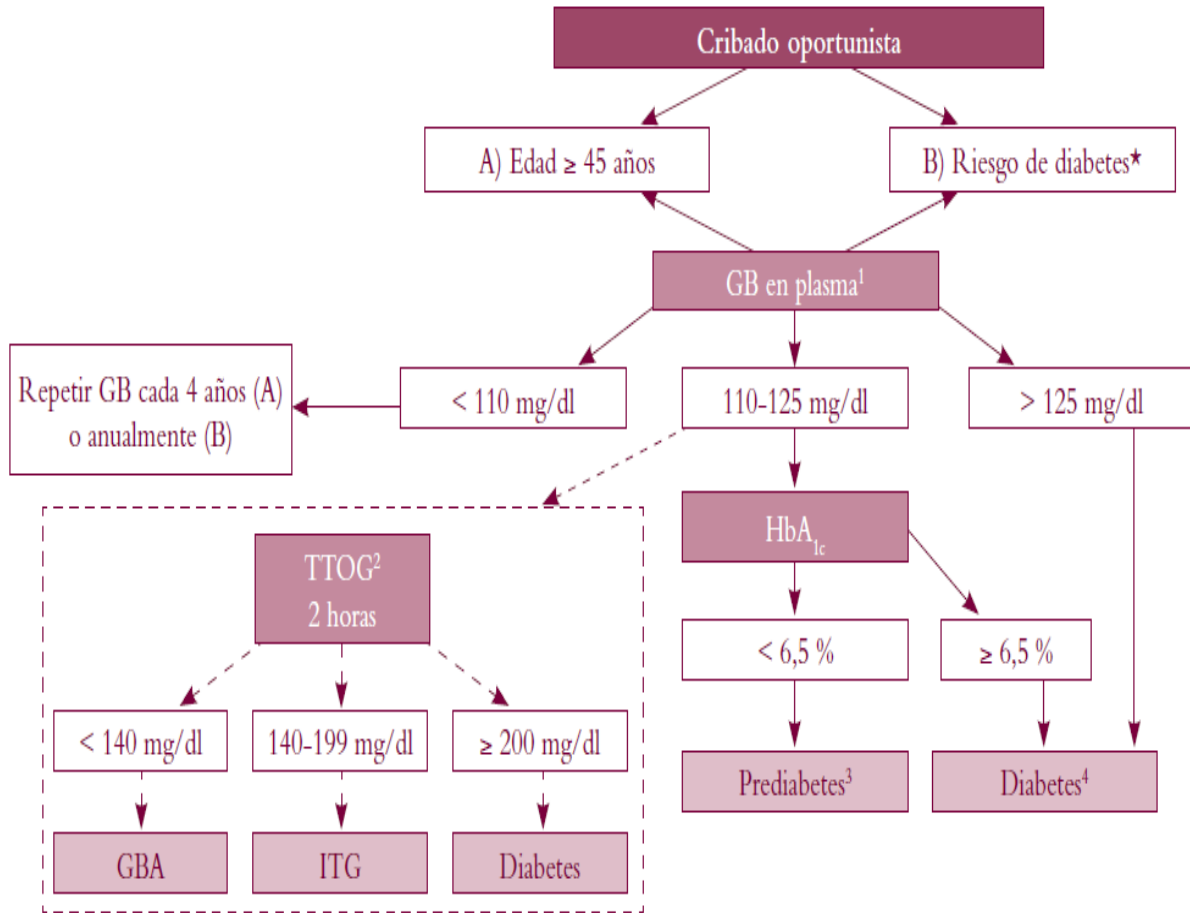 Cribado oportunista
A) Edad ≥ 45 años
B) Riesgo de diabetes*
GB en plasma¹
Repetir GB cada 4 años (A)
o anualmente (B)
< 110 mg/dl
110-125 mg/dl
> 125 mg/dl
HbA₁c
TTOG²
2 horas
< 6,5 %
≥ 6,5 %
< 140 mg/dl
140-199 mg/dl
≥ 200 mg/dl
Prediabetes³
Diabetes⁴
GBA
ITG
Diabetes